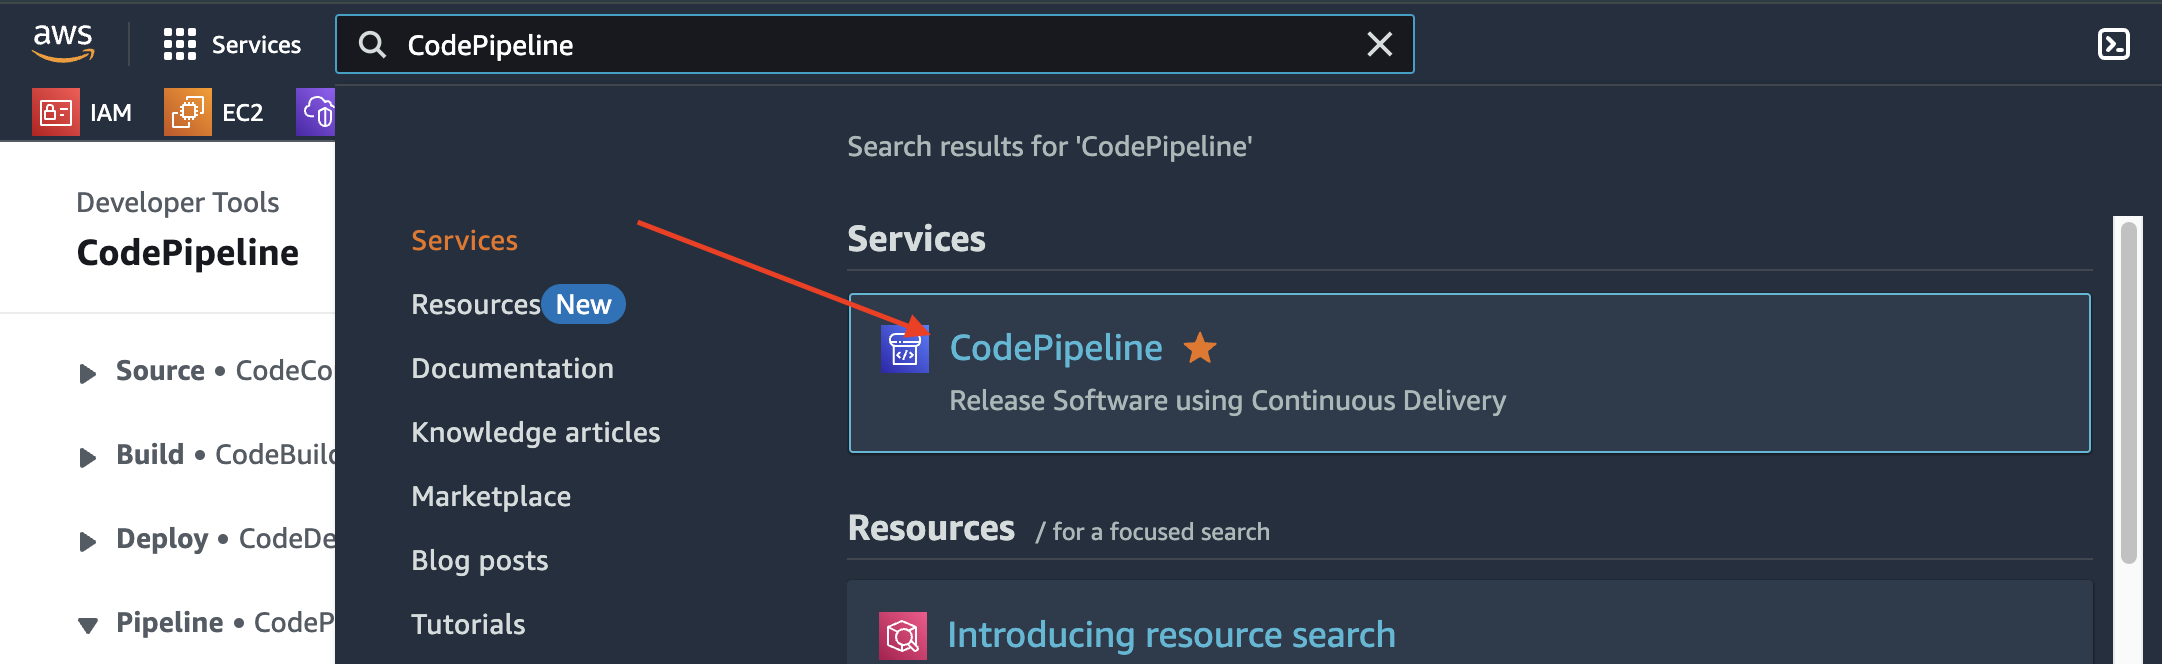 aws
Services
CodePipeline
IAM
EC2
Developer Tools
CodePipeline
Source • CodeCo
Build • CodeBuild
Deploy • CodeDe
Pipeline • CodeP
Search results for 'CodePipeline'
Services
Resources New
Documentation
Knowledge articles
Marketplace
Blog posts
Tutorials
Services
CodePipeline
Release Software using Continuous Delivery
Resources / for a focused search
Introducing resource search